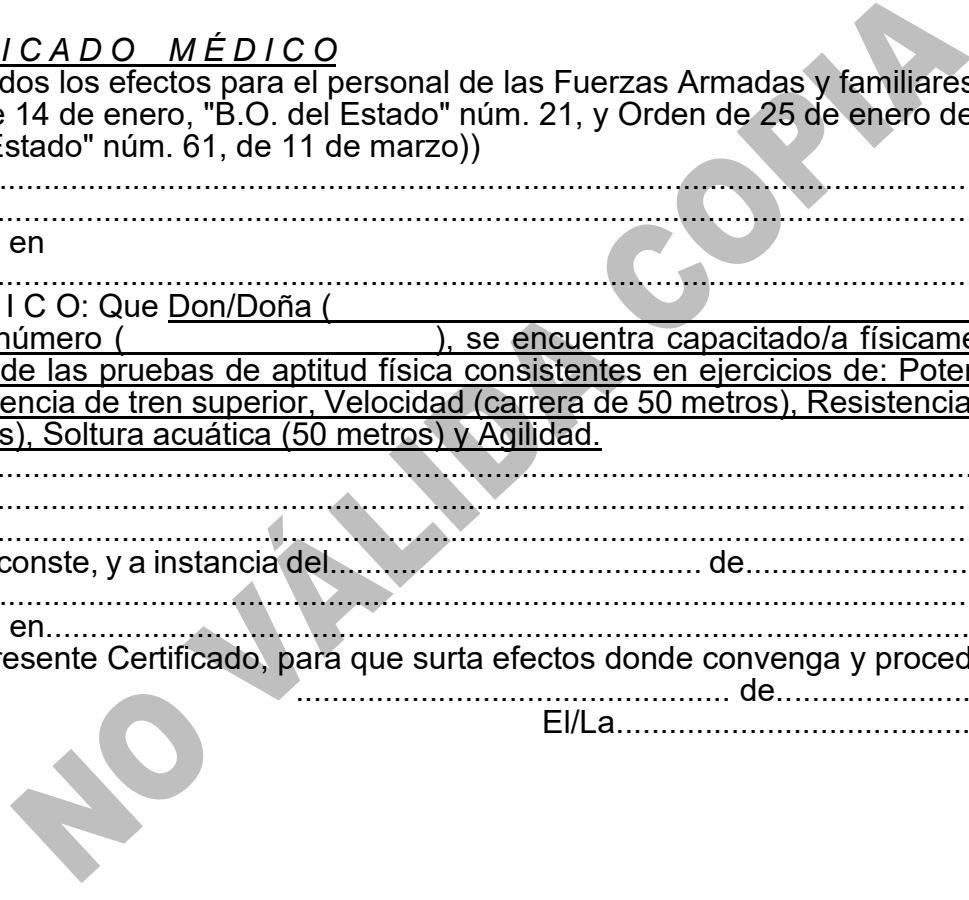 I C A D O M É D I C O
dos los efectos para el personal de las Fuerzas Armadas y familiares
14 de enero, "B.O. del Estado" núm. 21, y Orden de 25 de enero de
Estado" núm. 61, de 11 de marzo))
................................................................................................................
................................................................................................................
en
................................................................................................................
I C O: Que Don/Doña (
número ( ), se encuentra capacitado/a físicame
de las pruebas de aptitud física consistentes en ejercicios de: Poten
encia de tren superior, Velocidad (carrera de 50 metros), Resistencia
s), Soltura acuática (50 metros) y Agilidad.
................................................................................................................
................................................................................................................
................................................................................................................
conste, y a instancia del.......................................... de.........................
................................................................................................................
en.........................................................................................................
resente Certificado, para que surta efectos donde convenga y proced
................................................. de......................
El/La........................................
NO VÁLIDA COPIA